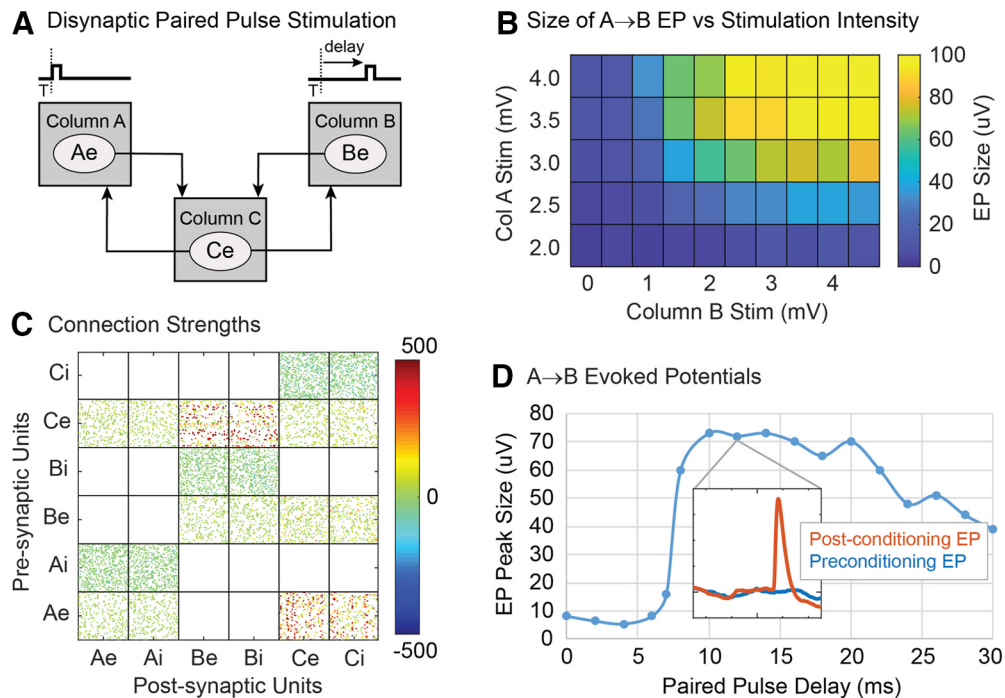 A Disynaptic Paired Pulse Stimulation
delay
T
T
Column A
Ae
Column B
Be
Column C
Ce
B Size of A→B EP vs Stimulation Intensity
Col A Stim (mV)
4.0
3.5
3.0
2.5
2.0
0 1 2 3 4
Column B Stim (mV)
100
80
60
40
20
0
EP Size (uV)
C Connection Strengths
Pre-synaptic Units
Ci
Ce
Bi
Be
Ai
Ae
Ae Ai Be Bi Ce Ci
Post-synaptic Units
500
0
-500
D A→B Evoked Potentials
EP Peak Size (uV)
80
70
60
50
40
30
20
10
0
Post-conditioning EP
Preconditioning EP
0 5 10 15 20 25 30
Paired Pulse Delay (ms)